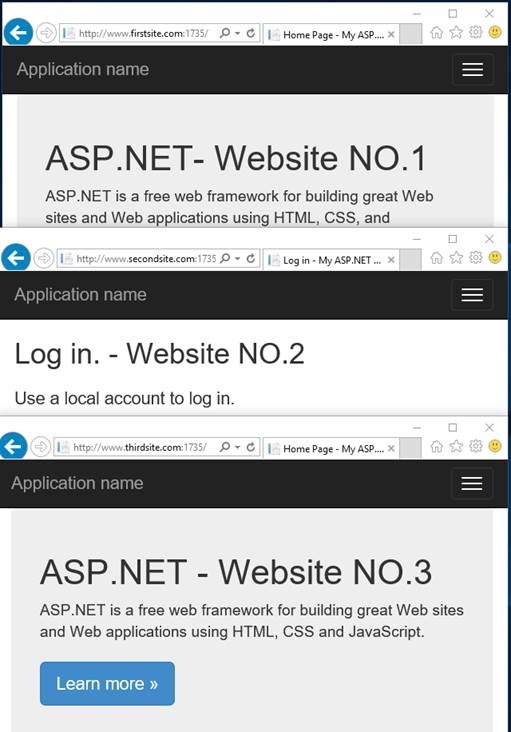 http://www.firstsite.com:1735/
Home Page - My ASP....
Application name
ASP.NET- Website NO.1
ASP.NET is a free web framework for building great Web
sites and Web applications using HTML, CSS, and
http://www.secondsite.com:1735
Log in - My ASP.NET ...
Application name
Log in. - Website NO.2
Use a local account to log in.
http://www.thirdsite.com:1735/
Home Page - My ASP....
Application name
ASP.NET - Website NO.3
ASP.NET is a free web framework for building great Web sites
and Web applications using HTML, CSS and JavaScript.
Learn more »